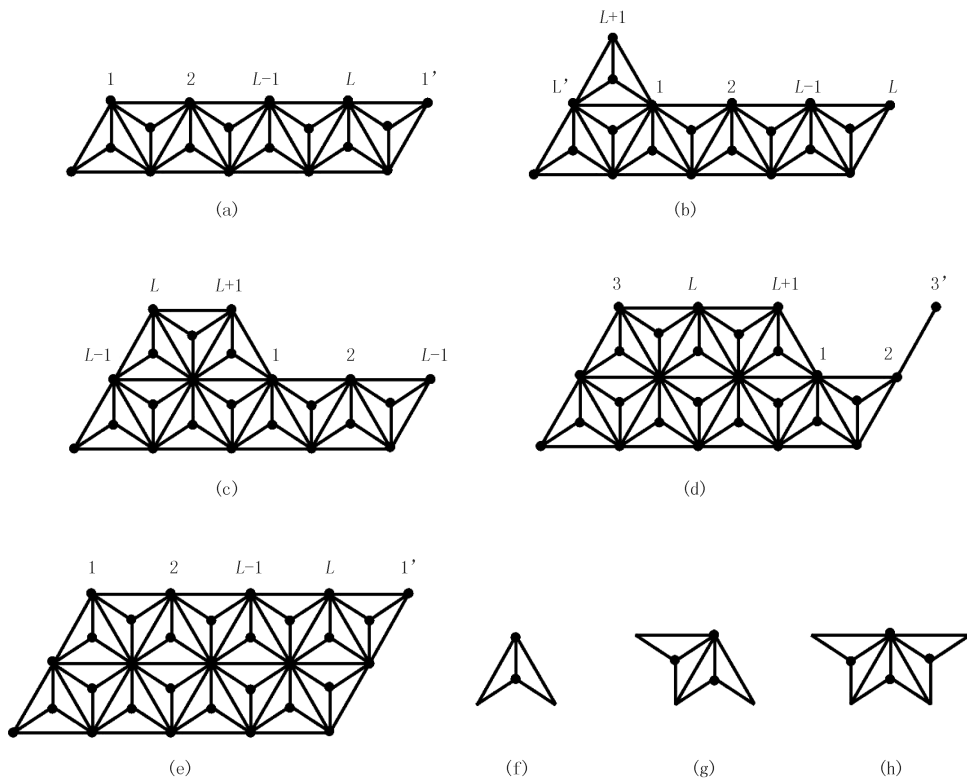 L+1
1 2 L-1 L 1'
L' 1 2 L-1 L
(a)
(b)
L L+1
3 L L+1 3'
L-1 1 2 L-1
1 2
(c)
(d)
1 2 L-1 L 1'
(e)
(f)
(g)
(h)